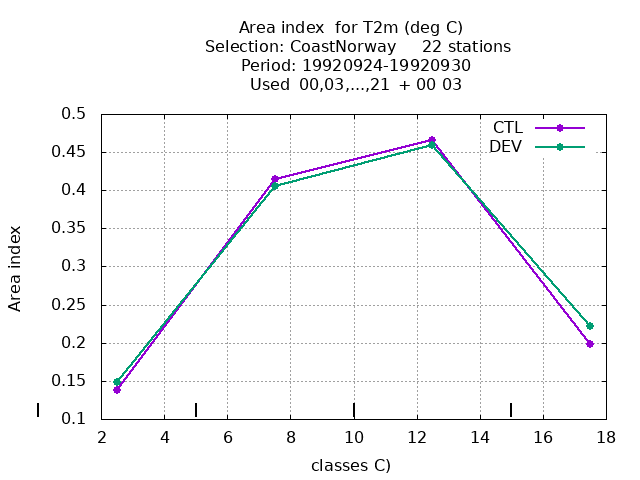 Area index  for T2m (deg C)
Selection: CoastNorway     22 stations
Period: 19920924-19920930
Used  00,03,...,21  + 00 03
CTL
DEV
0.5
0.45
0.4
0.35
0.3
0.25
0.2
0.15
0.1
Area index
2 4 6 8 10 12 14 16 18
classes C)